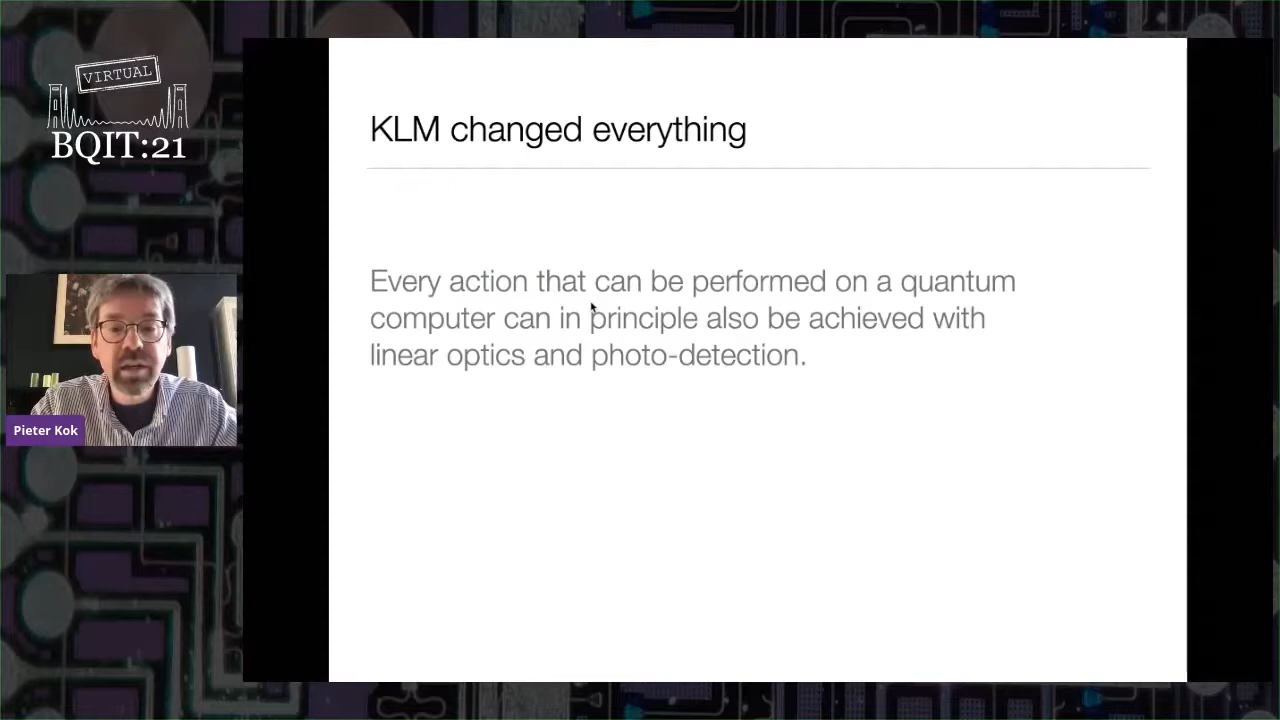 VIRTUAL
BQIT:21
Pieter Kok
KLM changed everything
Every action that can be performed on a quantum
computer can in principle also be achieved with
linear optics and photo-detection.